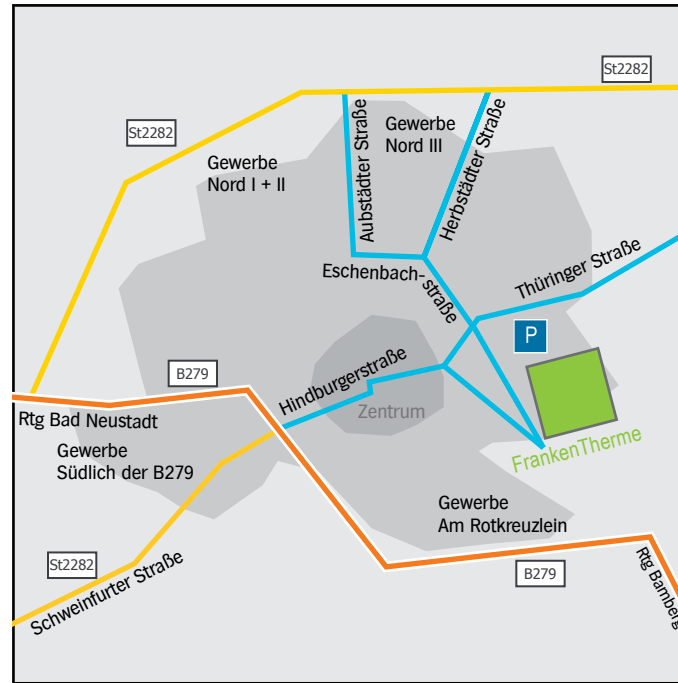 St2282
St2282
Gewerbe
Nord III
Gewerbe
Nord I + II
Aubstädter Straße
Herbstädter Straße
Eschenbach-
straße
Thüringer Straße
P
B279
Hindburgerstraße
Zentrum
Rtg Bad Neustadt
Gewerbe
Südlich der B279
FrankenTherme
Gewerbe
Am Rotkreuzlein
St2282
Schweinfurter Straße
B279
Rtg Bamberg